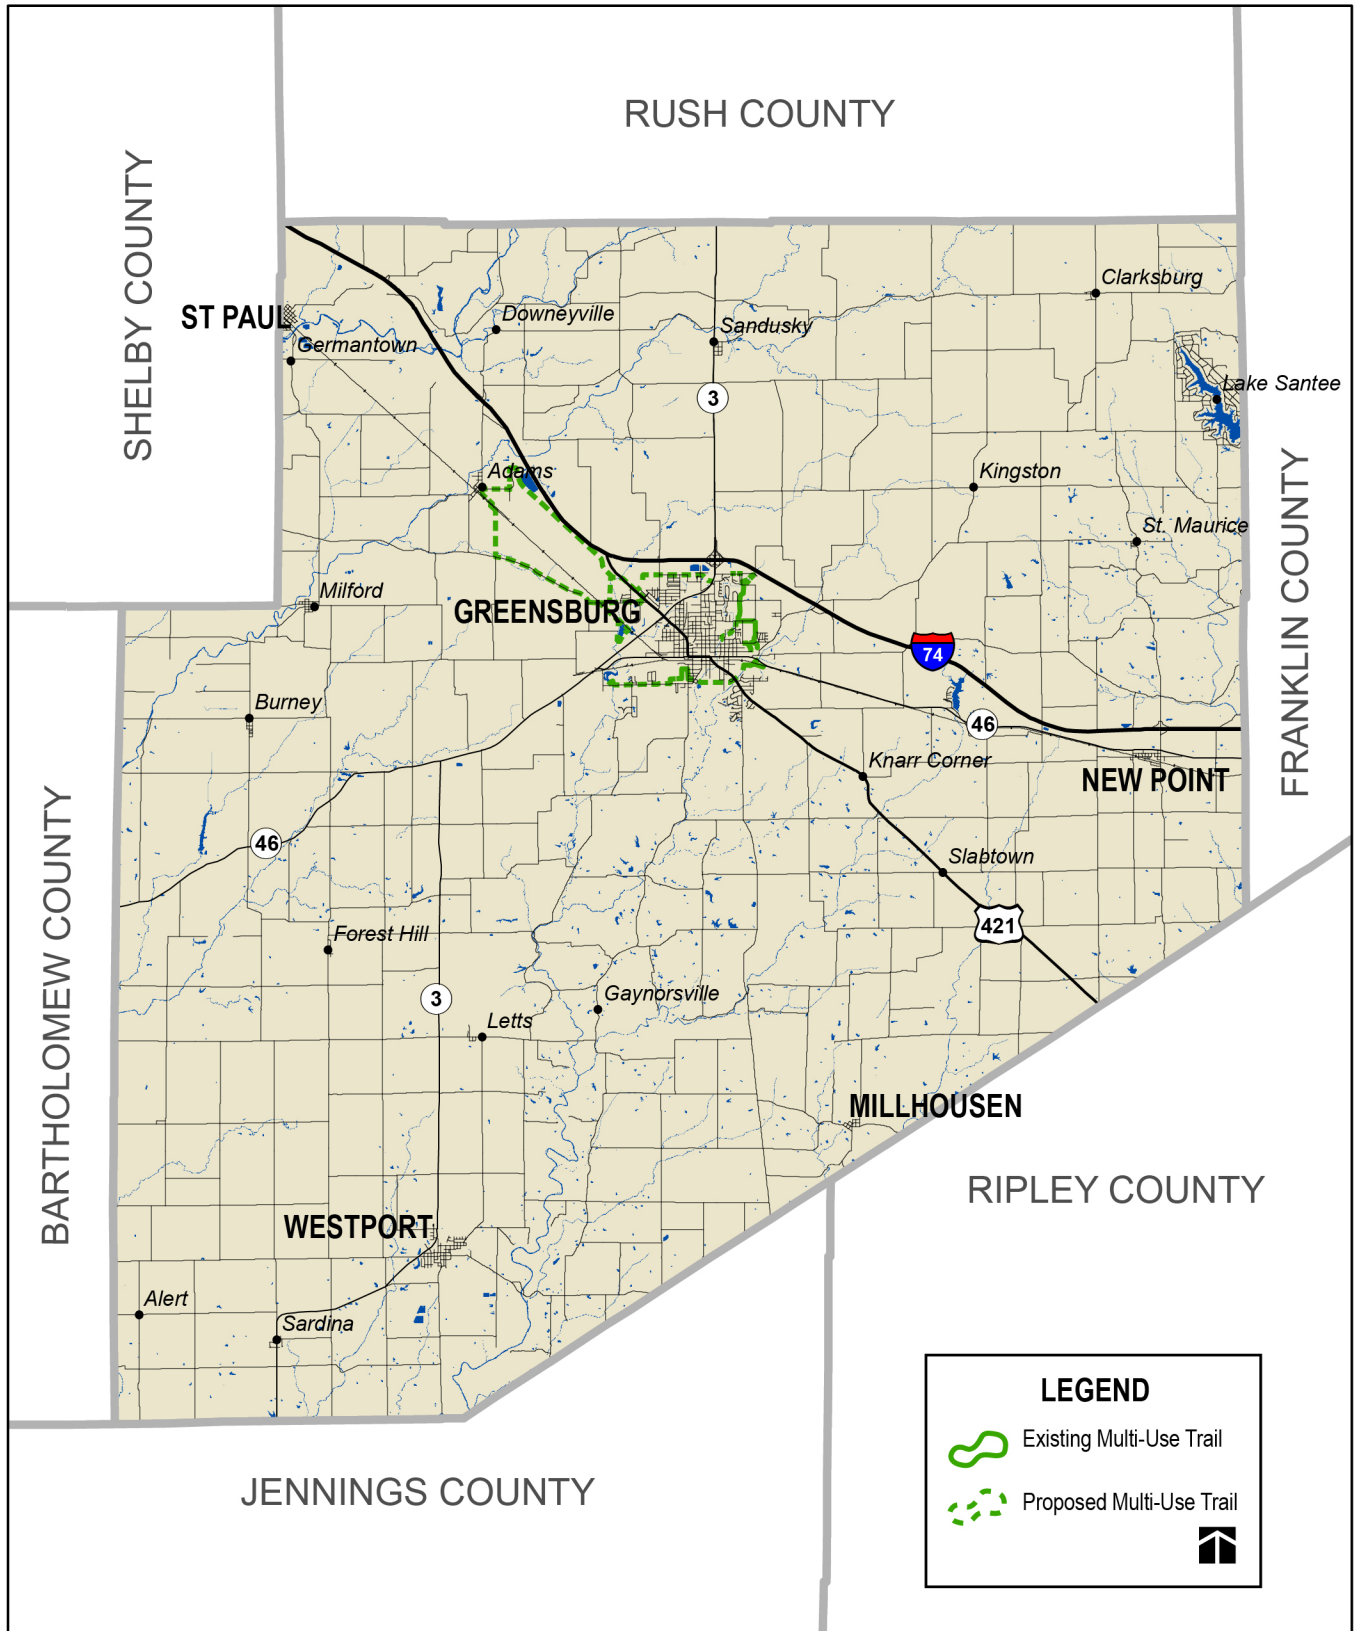 RUSH COUNTY
SHELBY COUNTY
Clarksburg
ST PAUL
Downeyville
Sandusky
Germantown
Lake Santee
3
Adams
Kingston
St. Maurice
FRANKLIN COUNTY
Milford
GREENSBURG
74
Burney
46
Knarr Corner
NEW POINT
BARTHOLOMEW COUNTY
46
Slabtown
421
Forest Hill
3
Gaynorsville
Letts
MILLHOUSEN
RIPLEY COUNTY
WESTPORT
Alert
Sardina
JENNINGS COUNTY
LEGEND
Existing Multi-Use Trail
Proposed Multi-Use Trail